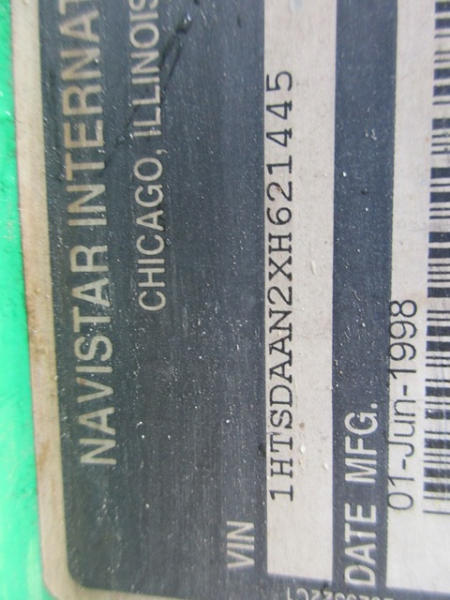 NAVISTAR INTERNAT
CHICAGO, ILLINOIS
VIN
1HTSDAAN2XH621445
DATE MFG.
01-Jun-1998